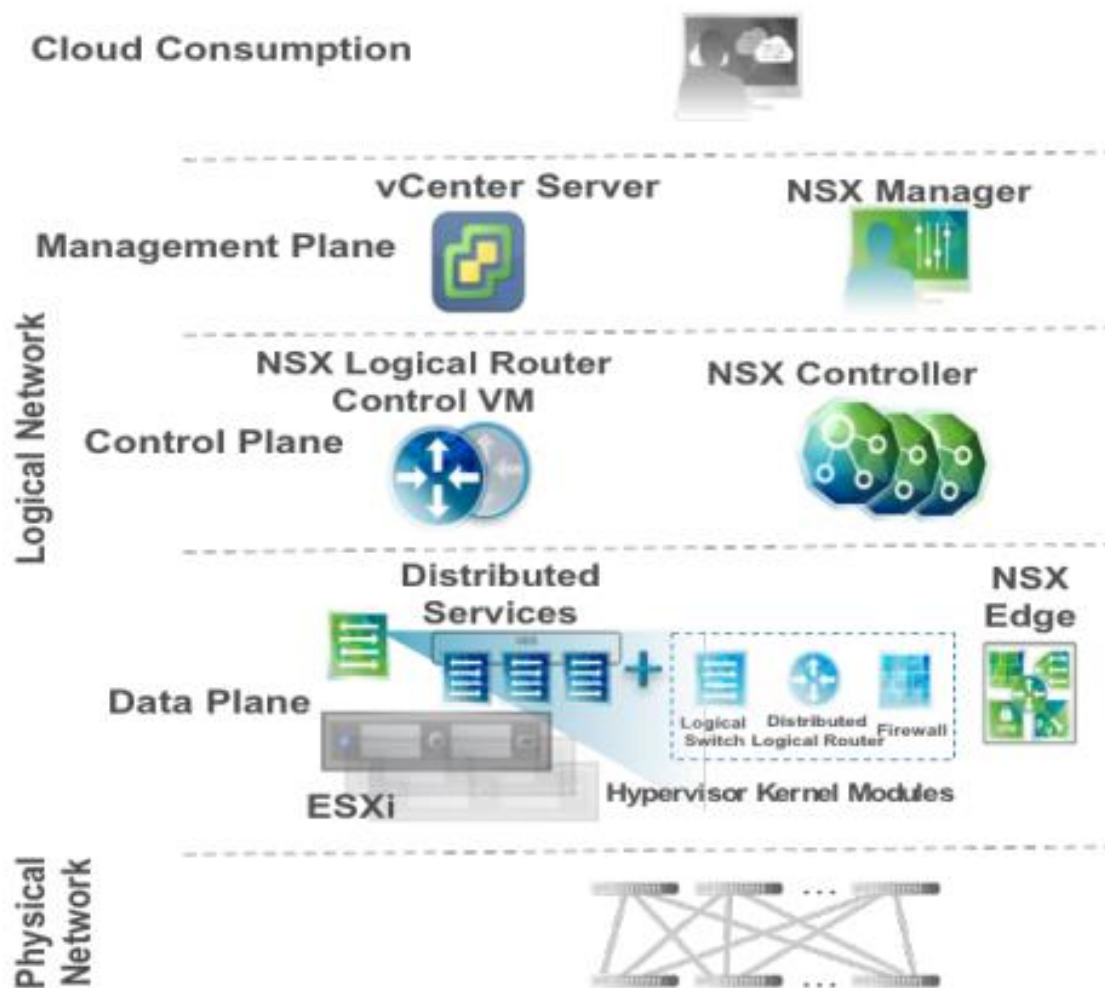 Cloud Consumption
vCenter Server
NSX Manager
Management Plane
Logical Network
NSX Logical Router
Control VM
NSX Controller
Control Plane
Distributed
Services
NSX
Edge
Data Plane
Logical
Switch
Distributed
Logical Router
Firewall
ESXi
Hypervisor Kernel Modules
Physical
Network
...
...